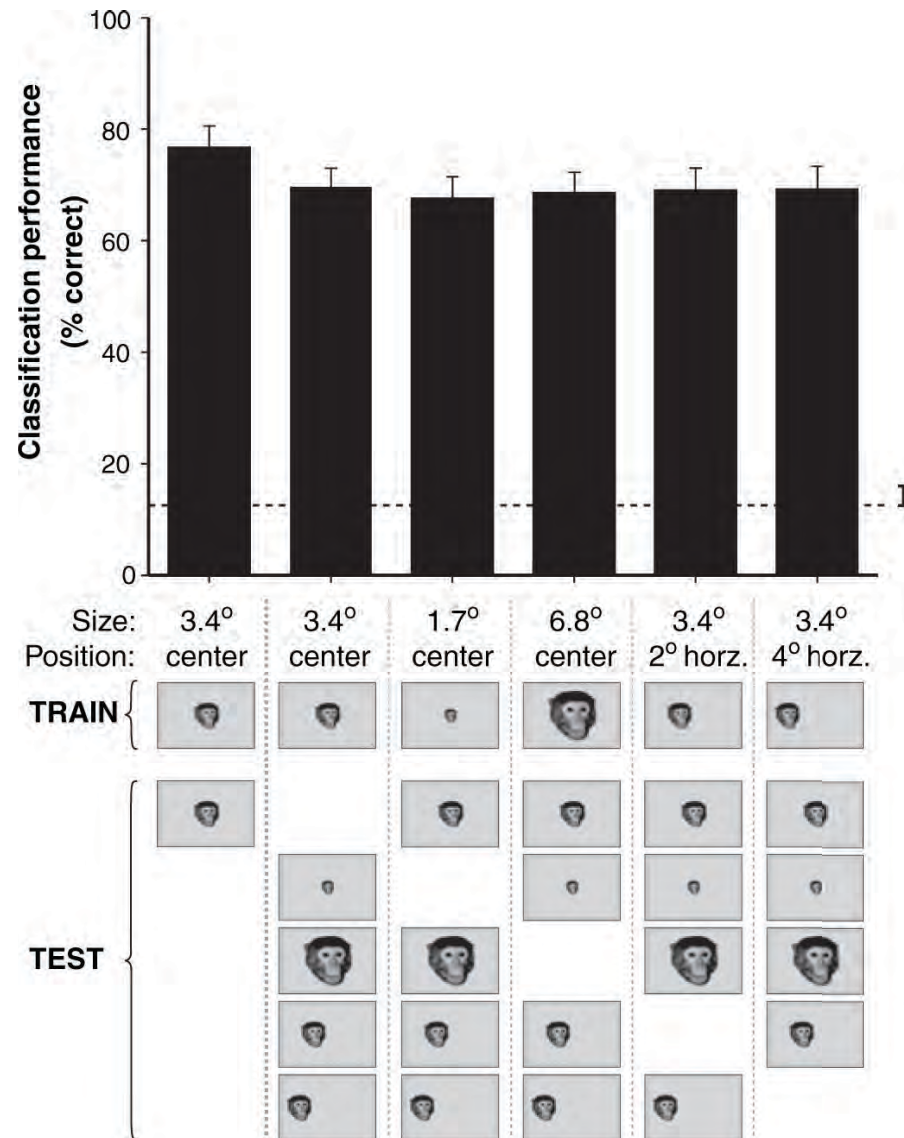 100
80
60
40
20
0
Classification performance
(% correct)
Size: 3.4° 3.4° 1.7° 6.8° 3.4° 3.4°
Position: center center center center 2° horz. 4° horz.
TRAIN
TEST